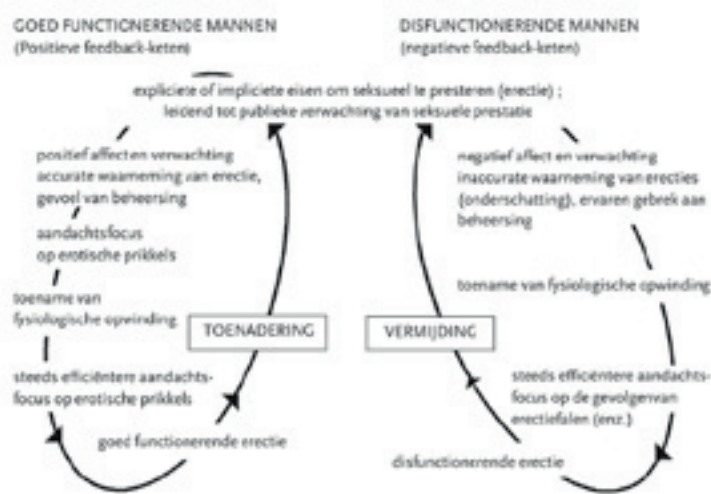 GOED FUNCTIONERENDE MANNEN
(Positieve feedback-keten)
DISFUNCTIONERENDE MANNEN
(negatieve feedback-keten)
expliciete of impliciete eisen om seksueel te presteren (erectie) ;
leidend tot publieke verwachting van seksuele prestatie
positief affect en verwachting
accurate waarneming van erectie,
gevoel van beheersing
aandachtsfocus
op erotische prikkels
toename van
fysiologische opwinding
TOENADERING
steeds efficiëntere aandachts-
focus op erotische prikkels
goed functionerende erectie
negatief affect en verwachting
inaccurate waarneming van erecties
(onderschatting), ervaren gebrek aan
beheersing
toename van fysiologische opwinding
VERMIJDING
steeds efficiëntere aandachts-
focus op de gevolgen van
erectiefalen (enz.)
disfunctionerende erectie